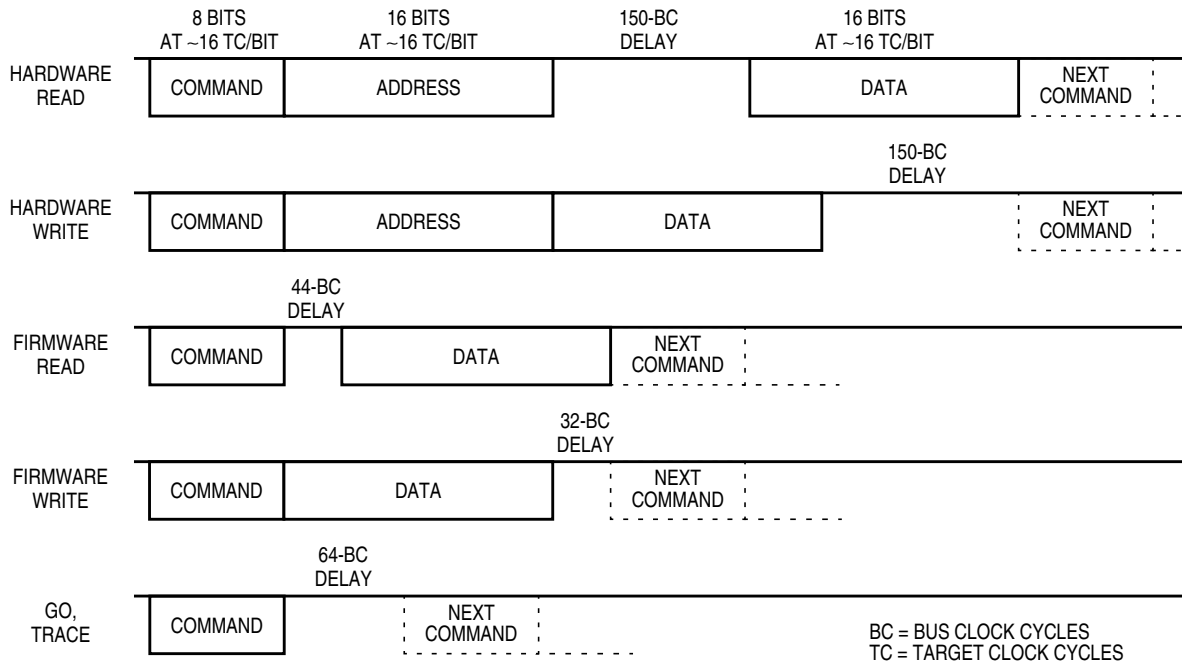 8 BITS
AT ~16 TC/BIT
16 BITS
AT ~16 TC/BIT
150-BC
DELAY
16 BITS
AT ~16 TC/BIT
HARDWARE
READ
COMMAND
ADDRESS
DATA
NEXT
COMMAND
150-BC
DELAY
HARDWARE
WRITE
COMMAND
ADDRESS
DATA
NEXT
COMMAND
44-BC
DELAY
FIRMWARE
READ
COMMAND
DATA
NEXT
COMMAND
32-BC
DELAY
FIRMWARE
WRITE
COMMAND
DATA
NEXT
COMMAND
64-BC
DELAY
GO,
TRACE
COMMAND
NEXT
COMMAND
BC = BUS CLOCK CYCLES
TC = TARGET CLOCK CYCLES